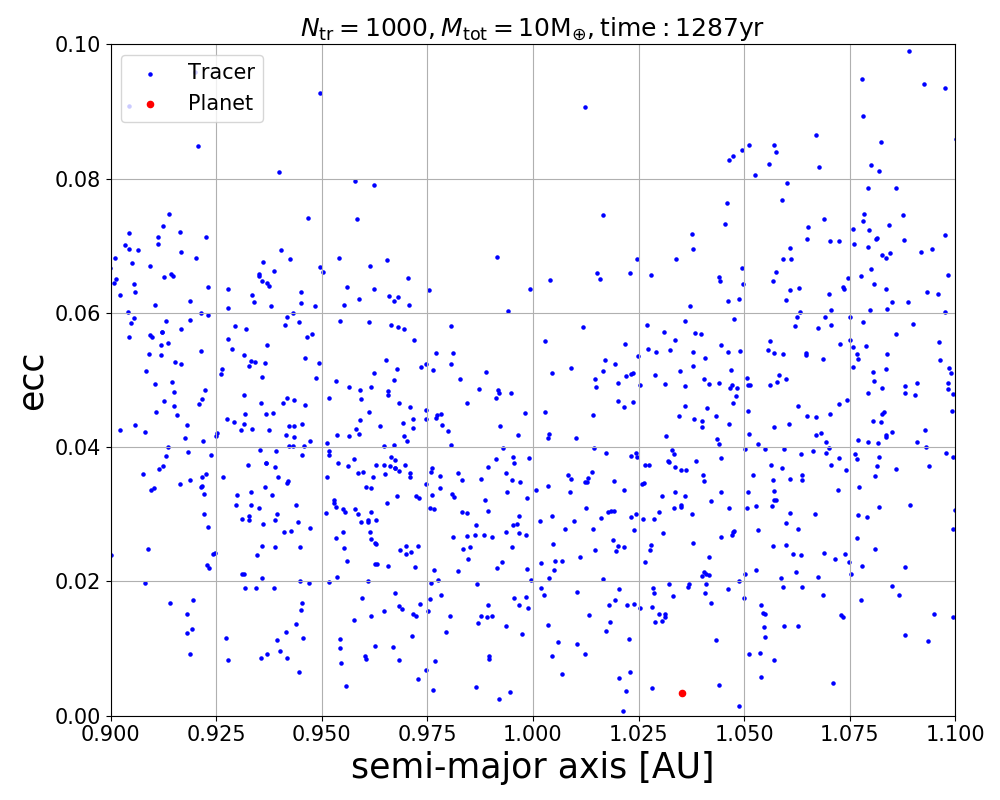 N_tr = 1000, M_tot = 10M_⊕, time : 1287yr
0.10
Tracer
Planet
0.08
0.06
ecc
0.04
0.02
0.00
0.900 0.925 0.950 0.975 1.000 1.025 1.050 1.075 1.100
semi-major axis [AU]